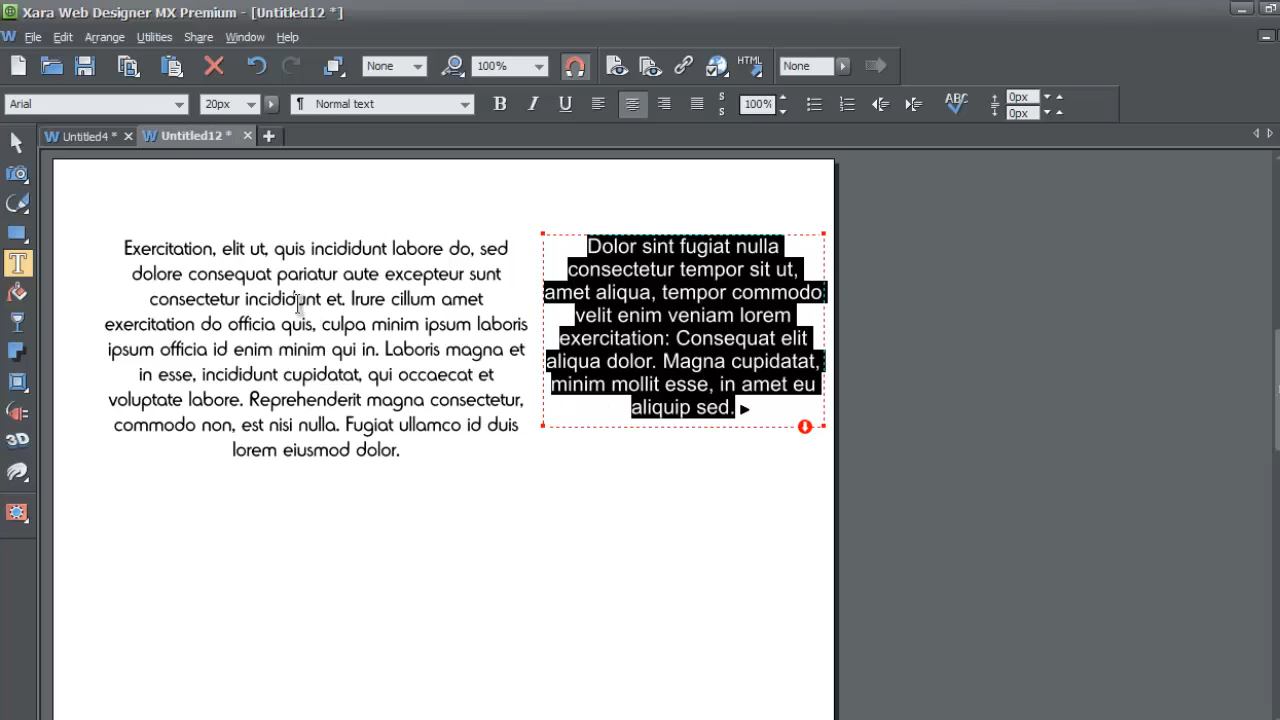 Xara Web Designer MX Premium - [Untitled12 *]
File Edit Arrange Utilities Share Window Help
None 100% HTML None
Arial 20px ¶ Normal text B I U S S 100% ABC 0px
0px
Untitled4 * Untitled12 *
Exercitation, elit ut, quis incididunt labore do, sed
dolore consequat pariatur aute excepteur sunt
consectetur incididunt et. Irure cillum amet
exercitation do officia quis, culpa minim ipsum laboris
ipsum officia id enim minim qui in. Laboris magna et
in esse, incididunt cupidatat, qui occaecat et
voluptate labore. Reprehenderit magna consectetur,
commodo non, est nisi nulla. Fugiat ullamco id duis
lorem eiusmod dolor.
Dolor sint fugiat nulla
consectetur tempor sit ut,
amet aliqua, tempor commodo
velit enim veniam lorem
exercitation: Consequat elit
aliqua dolor. Magna cupidatat,
minim mollit esse, in amet eu
aliquip sed.
T
3D